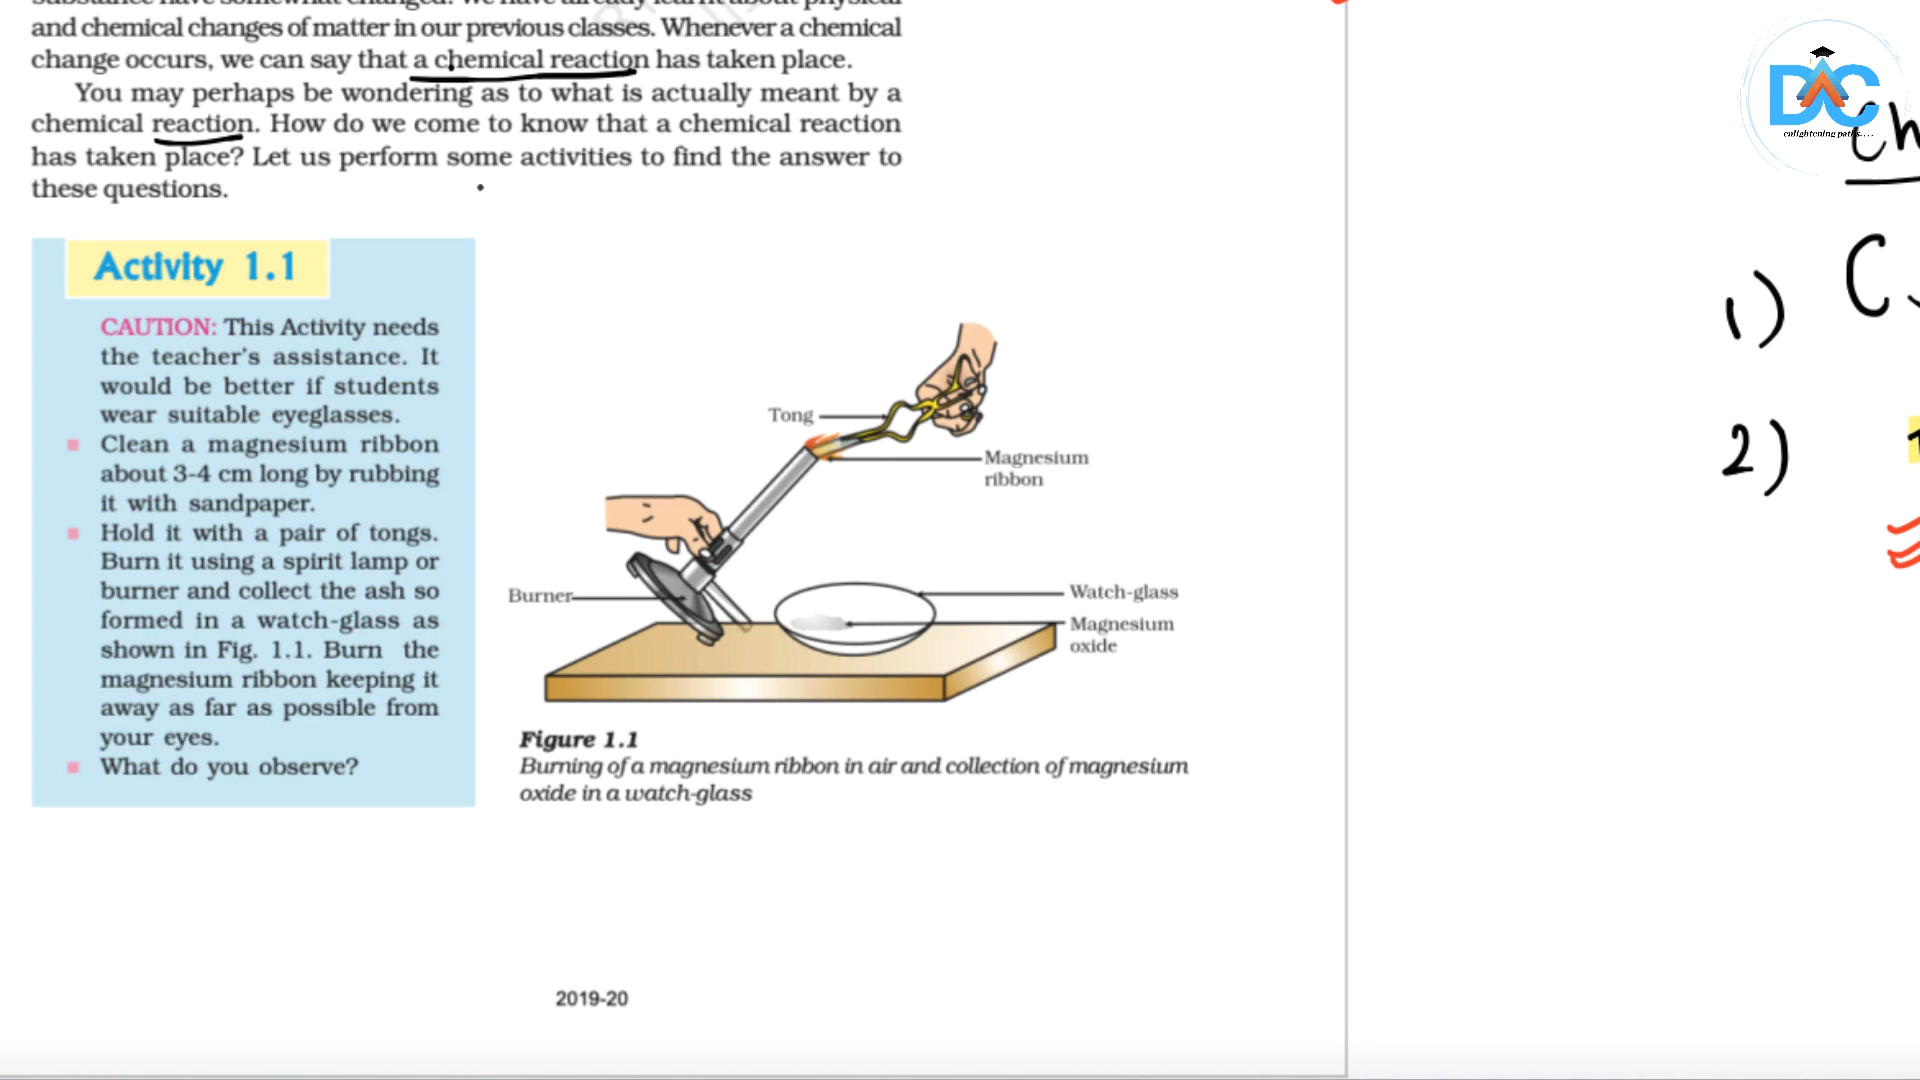 and chemical changes of matter in our previous classes. Whenever a chemical
change occurs, we can say that a chemical reaction has taken place.
You may perhaps be wondering as to what is actually meant by a
chemical reaction. How do we come to know that a chemical reaction
has taken place? Let us perform some activities to find the answer to
these questions.
Activity 1.1
CAUTION: This Activity needs
the teacher's assistance. It
would be better if students
wear suitable eyeglasses.
Clean a magnesium ribbon
about 3-4 cm long by rubbing
it with sandpaper.
Hold it with a pair of tongs.
Burn it using a spirit lamp or
burner and collect the ash so
formed in a watch-glass as
shown in Fig. 1.1. Burn the
magnesium ribbon keeping it
away as far as possible from
your eyes.
What do you observe?
Tong
Magnesium
ribbon
Burner
Watch-glass
Magnesium
oxide
Figure 1.1
Burning of a magnesium ribbon in air and collection of magnesium
oxide in a watch-glass
2019-20
DAC
enlightening paths....
Ch
1) C
2)